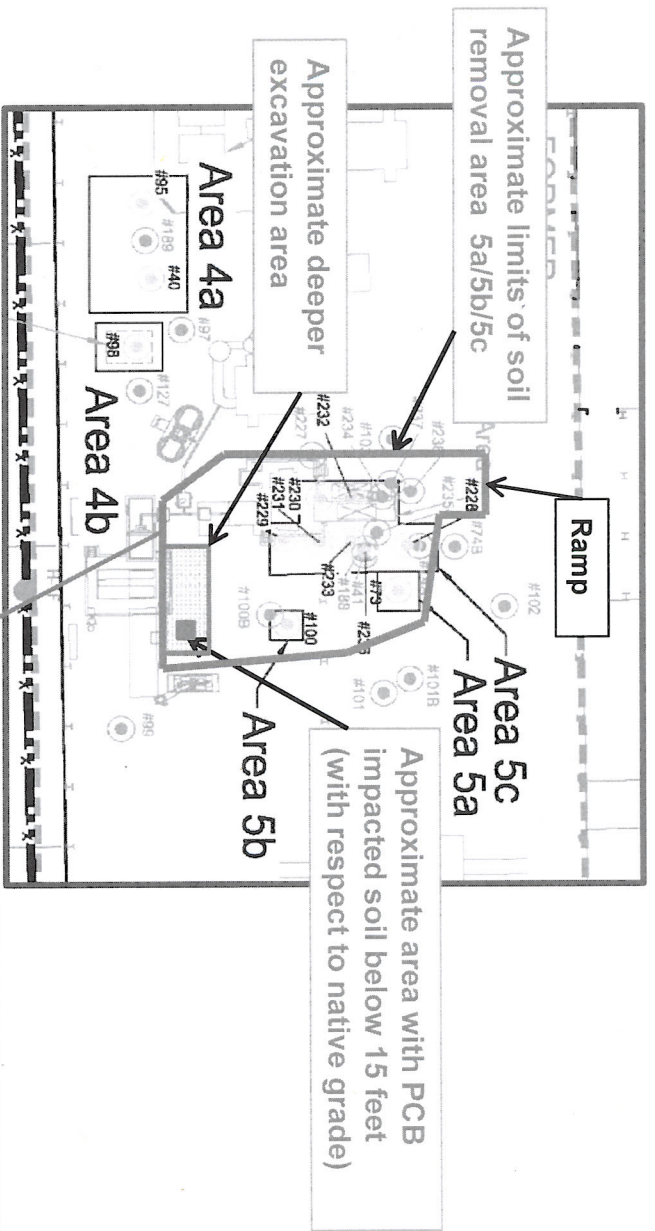 Approximate limits of soil
removal area 5a/5b/5c
Approximate deeper
excavation area
Ramp
Approximate area with PCB
impacted soil below 15 feet
(with respect to native grade)
Area 4a
Area 4b
Area 5a
Area 5b
Area 5c
#95
#189
#40
#98
#97
#127
#232
#234
#227
#230
#231
#229
#228
#233
#188
#41
#79
#74B
#102
#100
#100B
#101
#101B
#99